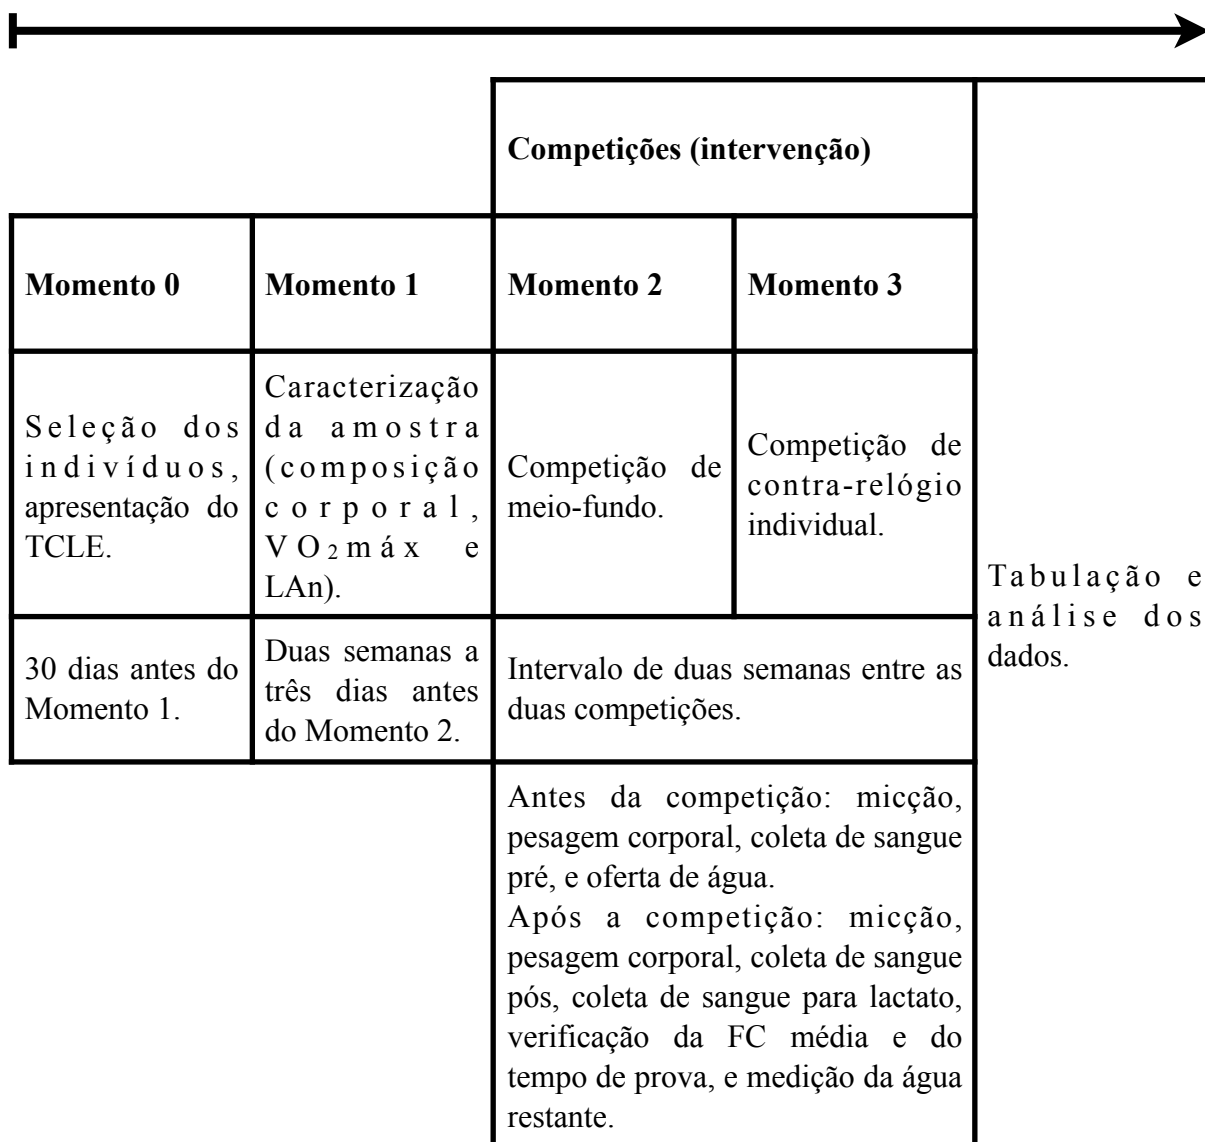 Competições (intervenção)
Momento 0
Momento 1
Momento 2
Momento 3
Seleção dos
indivíduos,
apresentação do
TCLE.
Caracterização
da amostra
(composição
corporal,
VO₂máx e
LAn).
Competição de
meio-fundo.
Competição de
contra-relógio
individual.
Tabulação e
análise dos
dados.
30 dias antes do
Momento 1.
Duas semanas a
três dias antes
do Momento 2.
Intervalo de duas semanas entre as
duas competições.
Antes da competição: micção,
pesagem corporal, coleta de sangue
pré, e oferta de água.
Após a competição: micção,
pesagem corporal, coleta de sangue
pós, coleta de sangue para lactato,
verificação da FC média e do
tempo de prova, e medição da água
restante.